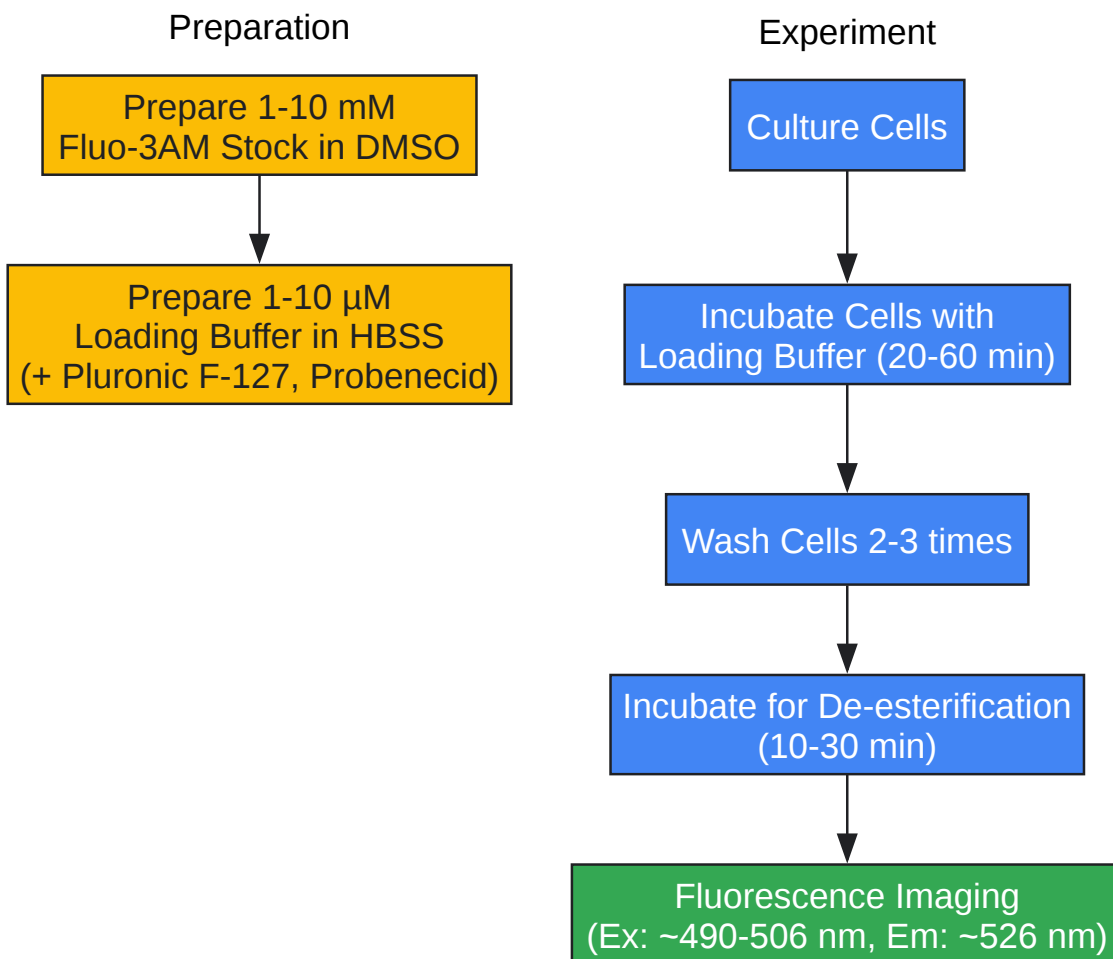 Preparation
Prepare 1-10 mM
Fluo-3AM Stock in DMSO
Prepare 1-10 µM
Loading Buffer in HBSS
(+ Pluronic F-127, Probenecid)
Experiment
Culture Cells
Incubate Cells with
Loading Buffer (20-60 min)
Wash Cells 2-3 times
Incubate for De-esterification
(10-30 min)
Fluorescence Imaging
(Ex: ~490-506 nm, Em: ~526 nm)